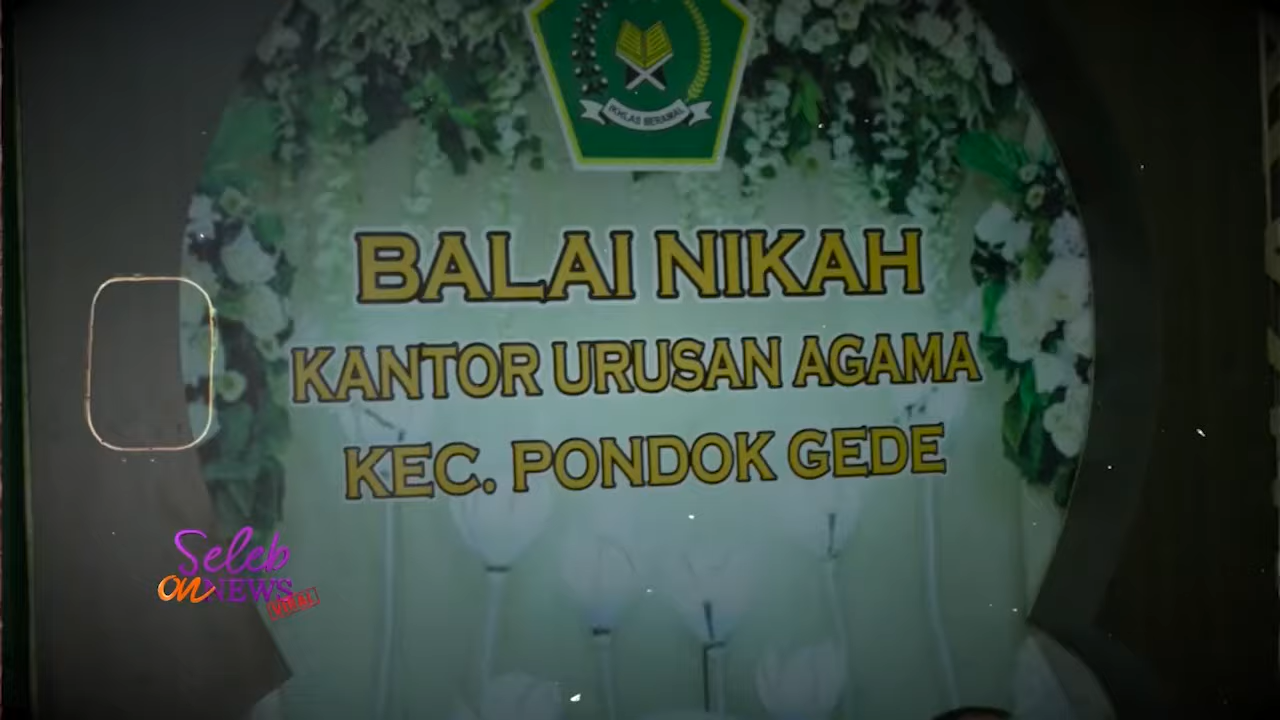 IKHLAS BERAMAL
BALAI NIKAH
KANTOR URUSAN AGAMA
KEC. PONDOK GEDE
Seleb
ON NEWS
VIRAL